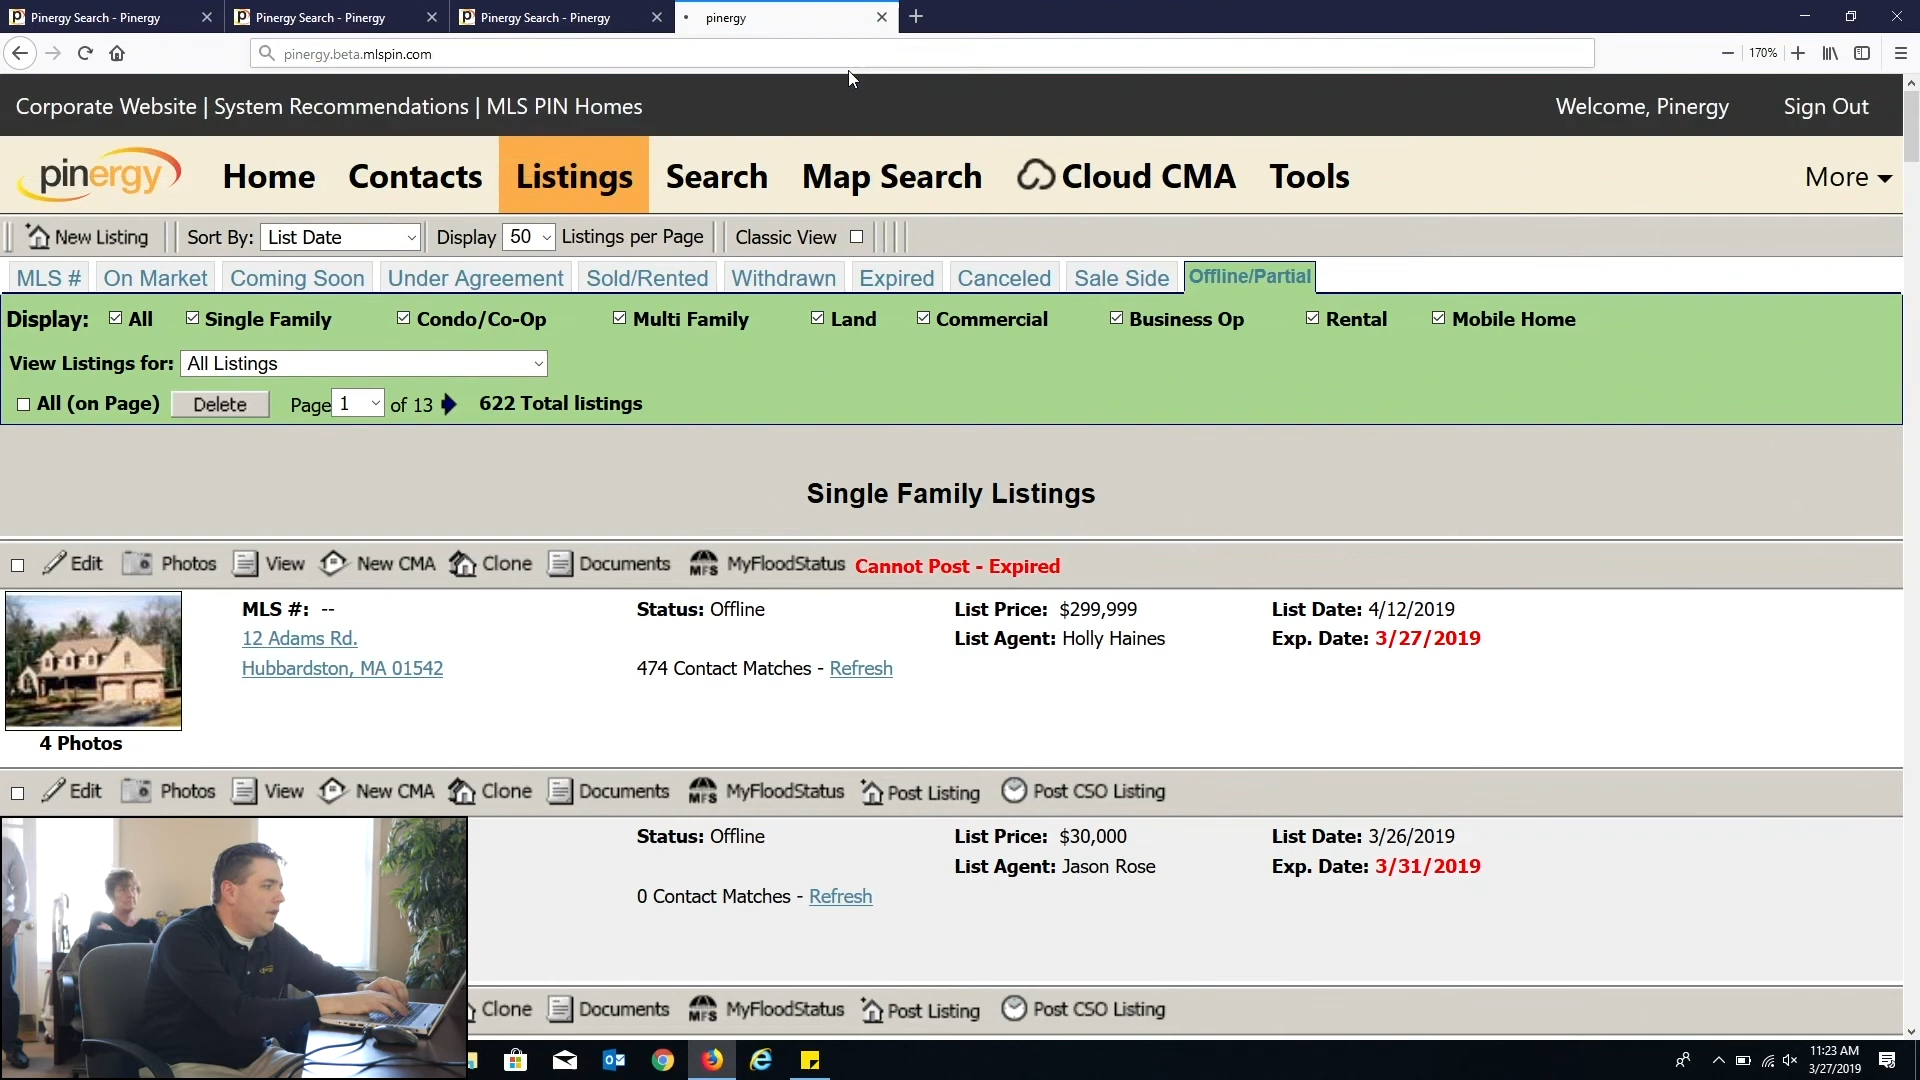 Pinergy Search - Pinergy
Pinergy Search - Pinergy
Pinergy Search - Pinergy
pinergy
pinergy.beta.mlspin.com
170%
Corporate Website | System Recommendations | MLS PIN Homes
Welcome, Pinergy
Sign Out
pinergy
Home
Contacts
Listings
Search
Map Search
Cloud CMA
Tools
More
New Listing
Sort By: List Date
Display 50 Listings per Page
Classic View
MLS #
On Market
Coming Soon
Under Agreement
Sold/Rented
Withdrawn
Expired
Canceled
Sale Side
Offline/Partial
Display: All Single Family Condo/Co-Op Multi Family Land Commercial Business Op Rental Mobile Home
View Listings for: All Listings
All (on Page) Delete Page 1 of 13 622 Total listings
Single Family Listings
Edit Photos View New CMA Clone Documents MFS MyFloodStatus Cannot Post - Expired
MLS #: -- Status: Offline List Price: $299,999 List Date: 4/12/2019
12 Adams Rd. List Agent: Holly Haines Exp. Date: 3/27/2019
Hubbardston, MA 01542 474 Contact Matches - Refresh
4 Photos
Edit Photos View New CMA Clone Documents MFS MyFloodStatus Post Listing Post CSO Listing
Status: Offline List Price: $30,000 List Date: 3/26/2019
List Agent: Jason Rose Exp. Date: 3/31/2019
0 Contact Matches - Refresh
Clone Documents MFS MyFloodStatus Post Listing Post CSO Listing
11:23 AM
3/27/2019